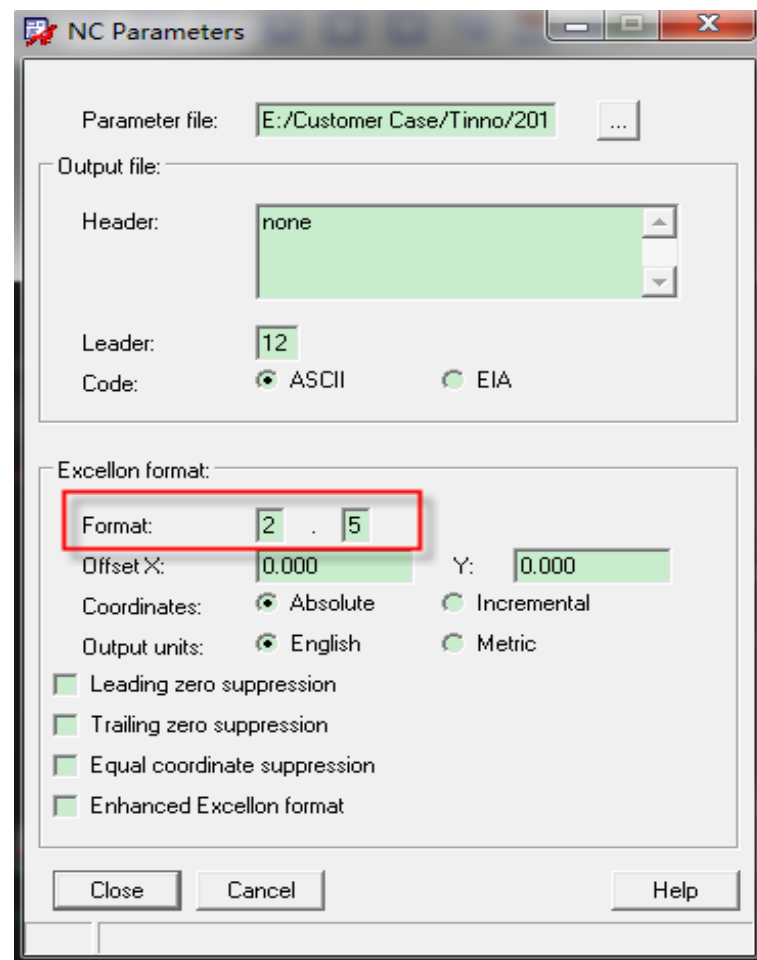 NC Parameters
Parameter file: E:/Customer Case/Tinno/201 ...
Output file:
Header: none
Leader: 12
Code: ASCII EIA
Excellon format:
Format: 2 . 5
Offset X: 0.000 Y: 0.000
Coordinates: Absolute Incremental
Output units: English Metric
Leading zero suppression
Trailing zero suppression
Equal coordinate suppression
Enhanced Excellon format
Close Cancel Help